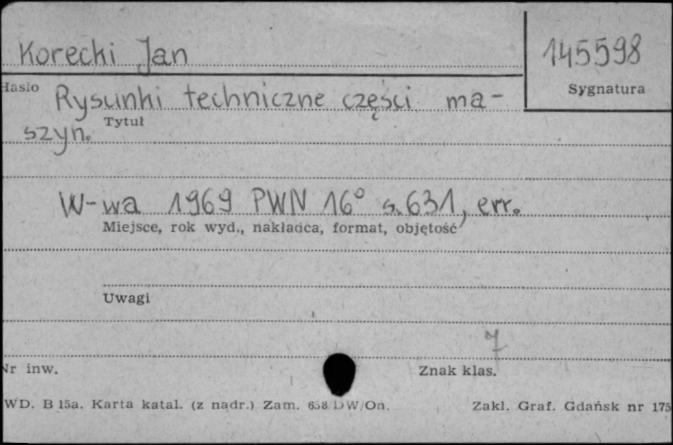 Korecki Jan
145598
Hasło
Sygnatura
Rysunki techniczne części ma-
Tytuł
szyn.
W-wa 1969 PWN 16° s. 631, err.
Miejsce, rok wyd., nakładca, format, objętość
Uwagi
7
Nr inw.
Znak klas.
WD. B 15a. Karta katal. (z nadr.) Zam. 658 DW/Om.
Zakł. Graf. Gdańsk nr 175